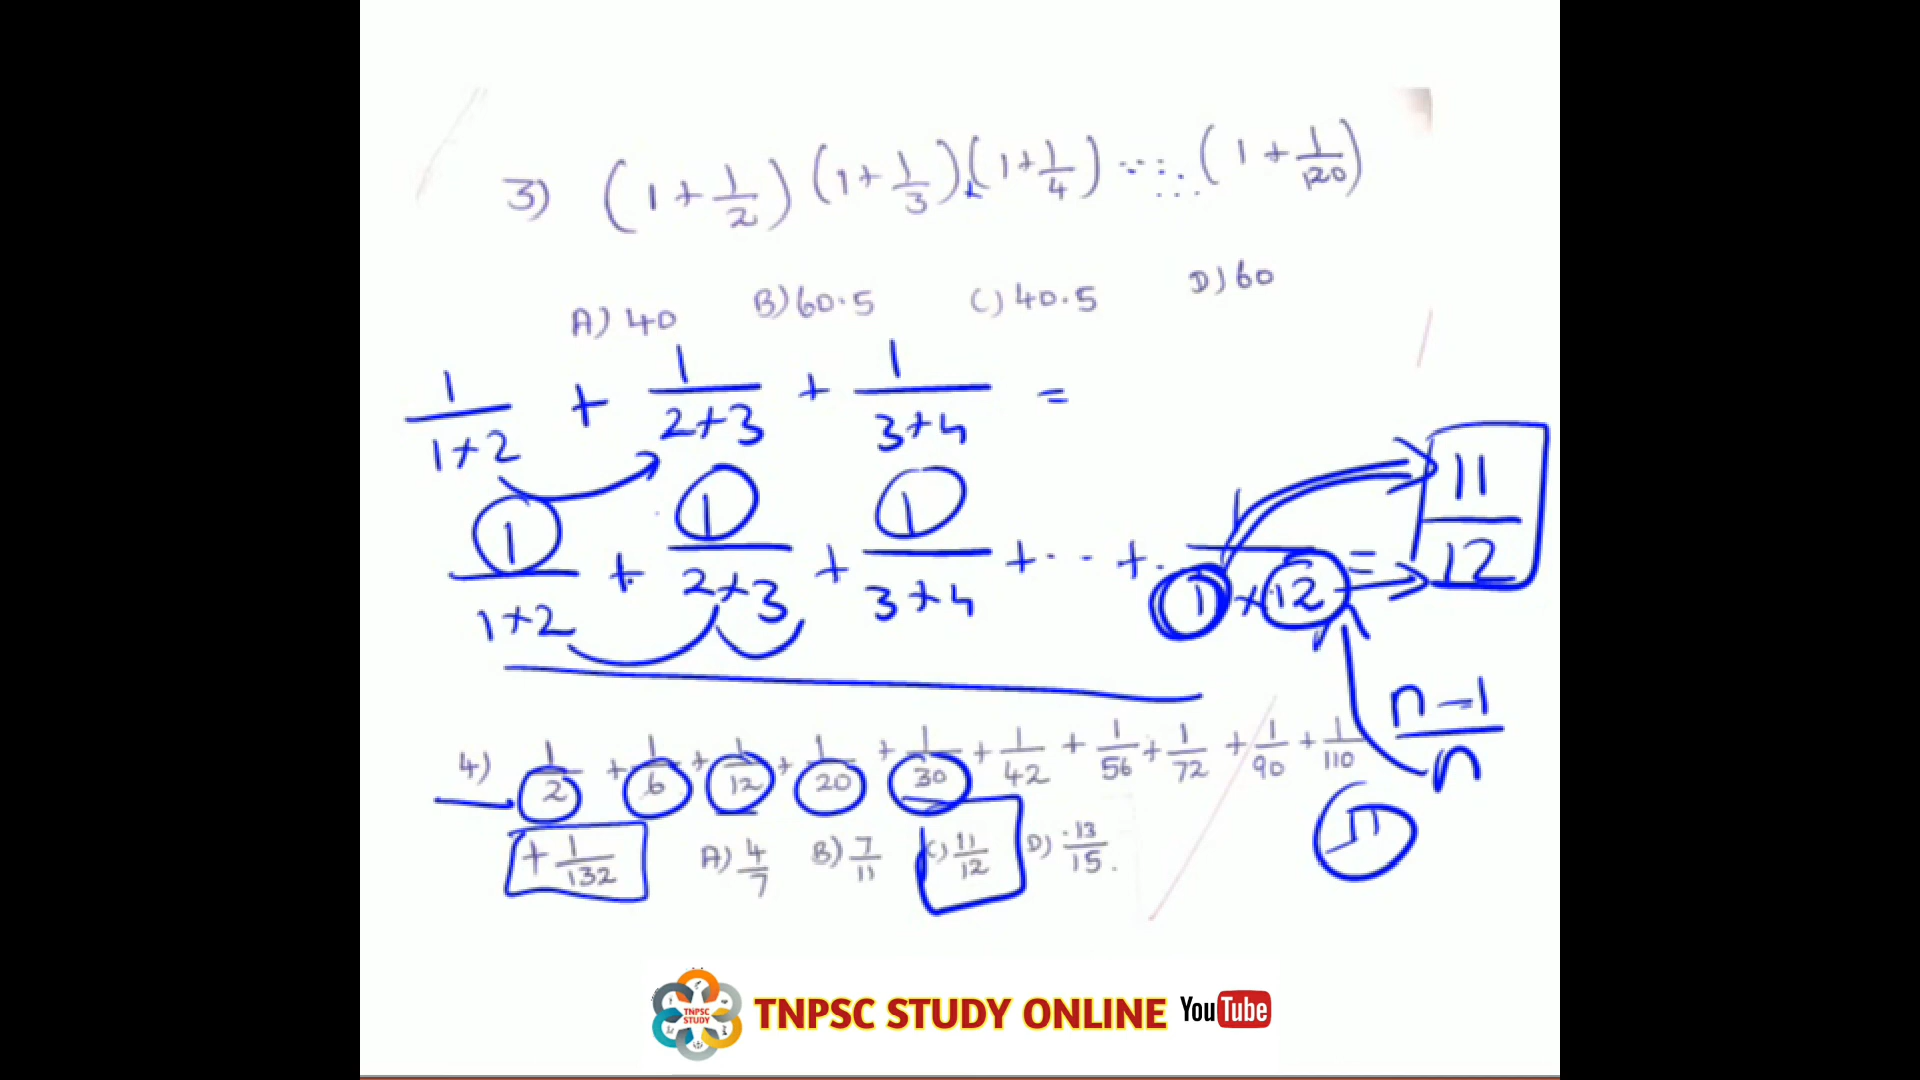 3) (1 + 1/2) (1 + 1/3) (1 + 1/4) ...... (1 + 1/120)
A) 40 B) 60.5 C) 40.5 D) 60
1/(1×2) + 1/(2×3) + 1/(3×4) =
1/(1×2) + 1/(2×3) + 1/(3×4) + .. + . 1/(1×12) = 11/12
n-1/n
4) 1/2 + 1/6 + 1/12 + 1/20 + 1/30 + 1/42 + 1/56 + 1/72 + 1/90 + 1/110
+ 1/132 A) 4/7 B) 7/11 C) 11/12 D) 13/15.
TNPSC STUDY
TNPSC STUDY ONLINE YouTube